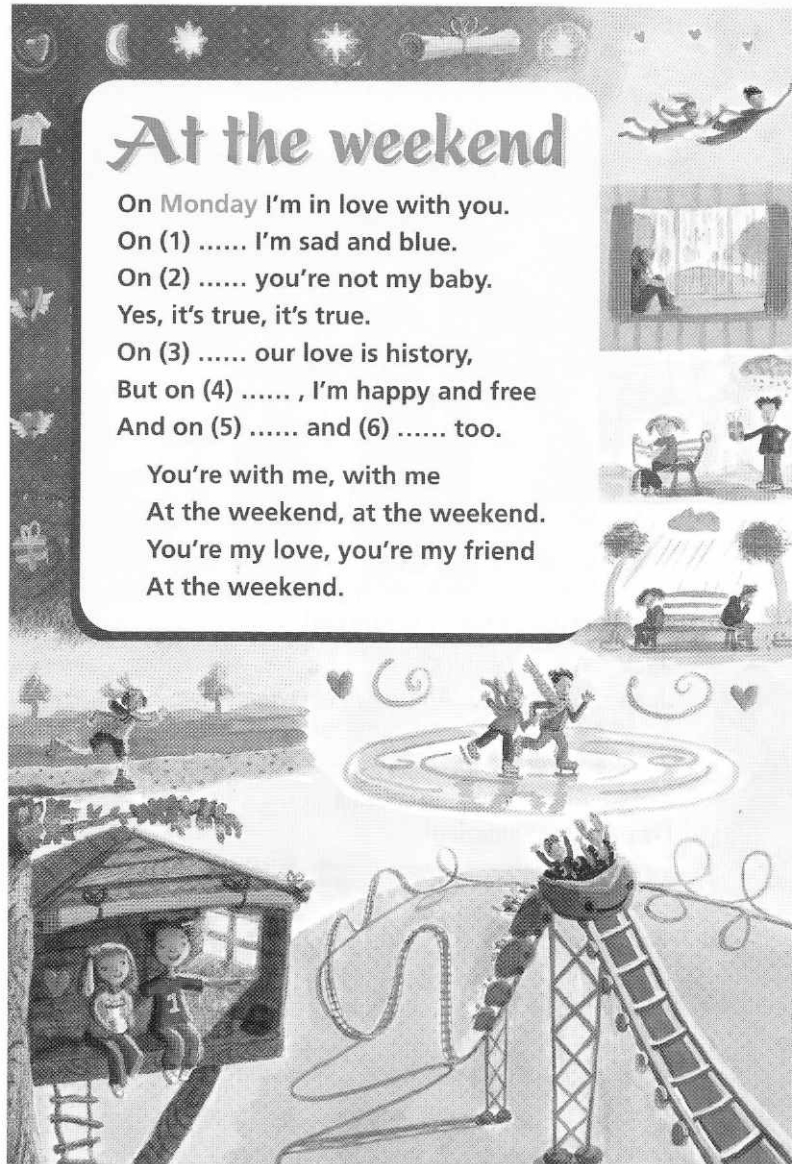 At the weekend
On Monday I'm in love with you.
On (1) ...... I'm sad and blue.
On (2) ...... you're not my baby.
Yes, it's true, it's true.
On (3) ...... our love is history,
But on (4) ...... , I'm happy and free
And on (5) ...... and (6) ...... too.
You're with me, with me
At the weekend, at the weekend.
You're my love, you're my friend
At the weekend.
1